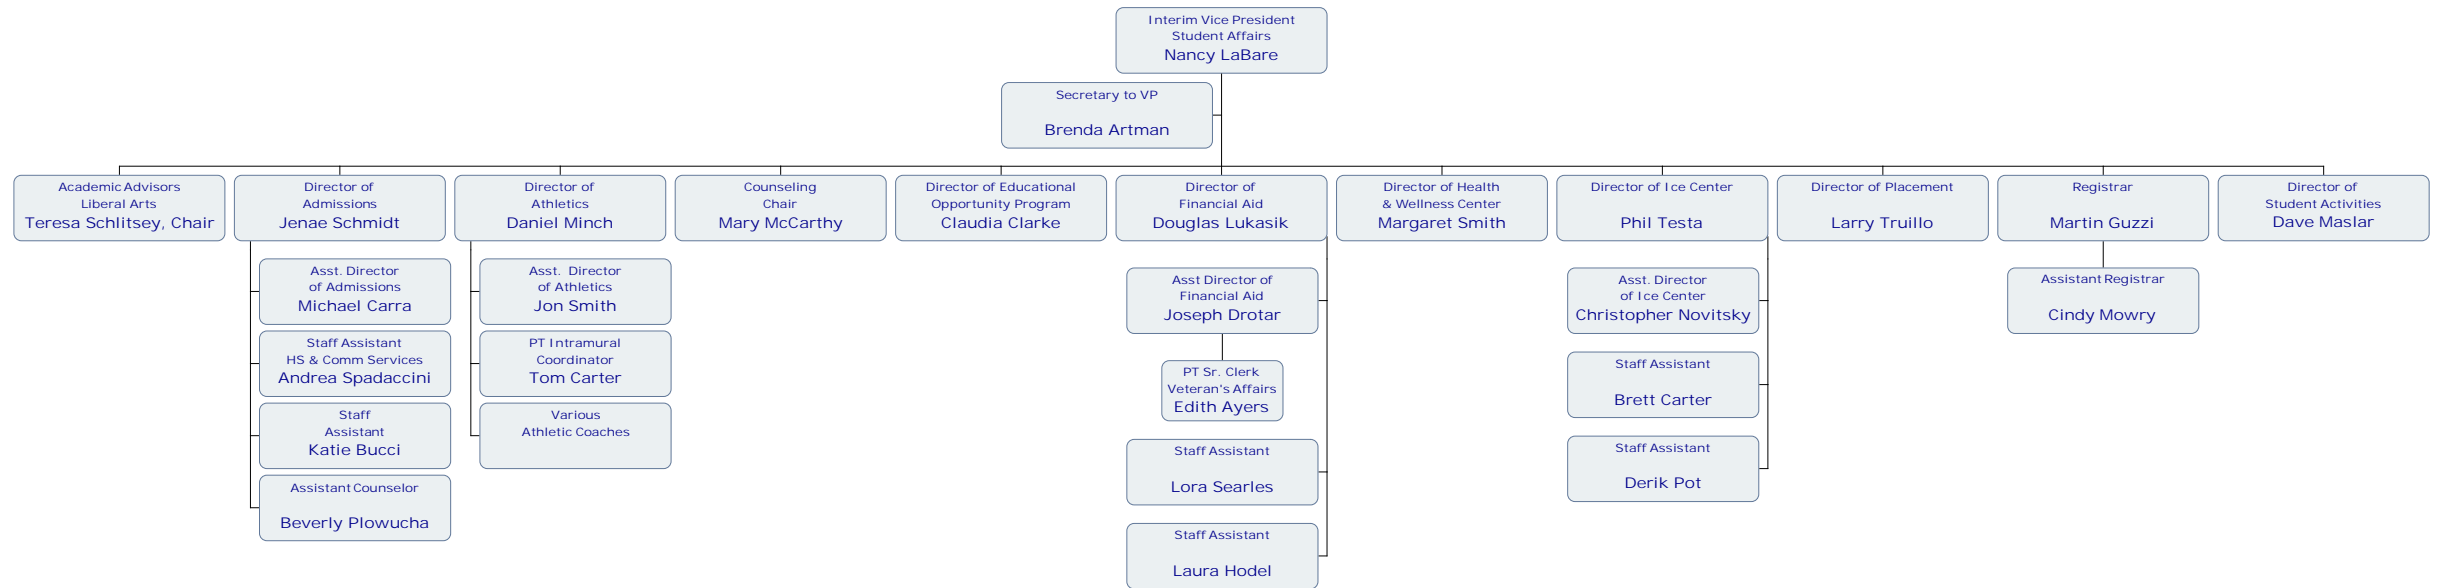 Interim Vice President
Student Affairs
Nancy LaBare
Secretary to VP
Brenda Artman
Academic Advisors
Liberal Arts
Teresa Schlitsey, Chair
Director of
Admissions
Jenae Schmidt
Director of
Athletics
Daniel Minch
Counseling
Chair
Mary McCarthy
Director of Educational
Opportunity Program
Claudia Clarke
Director of
Financial Aid
Douglas Lukasik
Director of Health
& Wellness Center
Margaret Smith
Director of Ice Center
Phil Testa
Director of Placement
Larry Truillo
Registrar
Martin Guzzi
Director of
Student Activities
Dave Maslar
Asst. Director
of Admissions
Michael Carra
Staff Assistant
HS & Comm Services
Andrea Spadaccini
Staff
Assistant
Katie Bucci
Assistant Counselor
Beverly Plowucha
Asst. Director
of Athletics
Jon Smith
PT Intramural
Coordinator
Tom Carter
Various
Athletic Coaches
Asst Director of
Financial Aid
Joseph Drotar
PT Sr. Clerk
Veteran's Affairs
Edith Ayers
Staff Assistant
Lora Searles
Staff Assistant
Laura Hodel
Asst. Director
of Ice Center
Christopher Novitsky
Staff Assistant
Brett Carter
Staff Assistant
Derik Pot
Assistant Registrar
Cindy Mowry